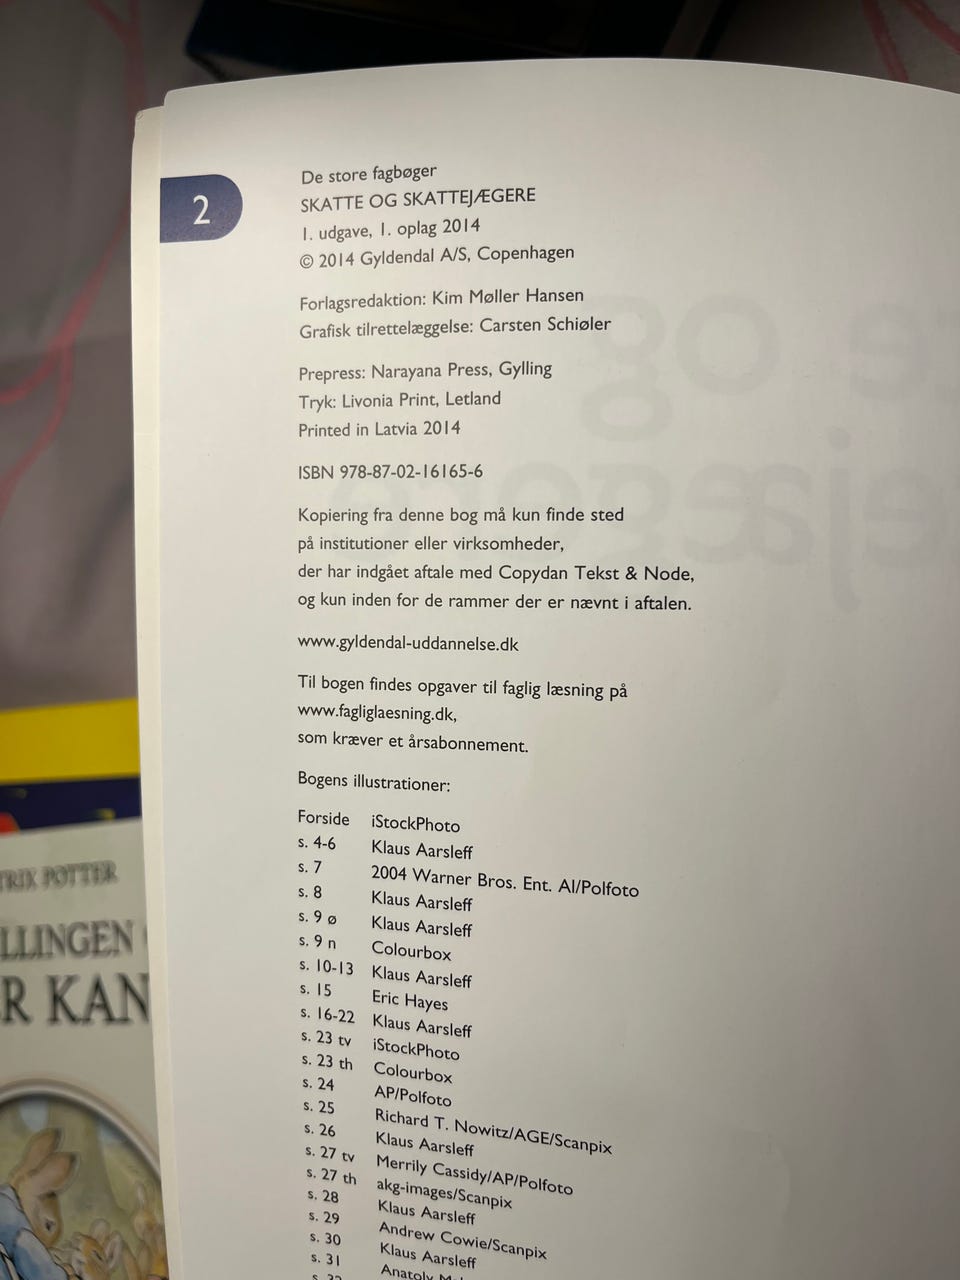 2
De store fagbøger
SKATTE OG SKATTEJÆGERE
1. udgave, 1. oplag 2014
© 2014 Gyldendal A/S, Copenhagen
Forlagsredaktion: Kim Møller Hansen
Grafisk tilrettelæggelse: Carsten Schiøler
Prepress: Narayana Press, Gylling
Tryk: Livonia Print, Letland
Printed in Latvia 2014
ISBN 978-87-02-16165-6
Kopiering fra denne bog må kun finde sted
på institutioner eller virksomheder,
der har indgået aftale med Copydan Tekst & Node,
og kun inden for de rammer der er nævnt i aftalen.
www.gyldendal-uddannelse.dk
Til bogen findes opgaver til faglig læsning på
www.fagliglaesning.dk,
som kræver et årsabonnement.
Bogens illustrationer:
Forside iStockPhoto
s. 4-6 Klaus Aarsleff
s. 7 2004 Warner Bros. Ent. Al/Polfoto
s. 8 Klaus Aarsleff
s. 9 ø Klaus Aarsleff
s. 9 n Colourbox
s. 10-13 Klaus Aarsleff
s. 15 Eric Hayes
s. 16-22 Klaus Aarsleff
s. 23 tv iStockPhoto
s. 23 th Colourbox
s. 24 AP/Polfoto
s. 25 Richard T. Nowitz/AGE/Scanpix
s. 26 Klaus Aarsleff
s. 27 tv Merrily Cassidy/AP/Polfoto
s. 27 th akg-images/Scanpix
s. 28 Klaus Aarsleff
s. 29 Andrew Cowie/Scanpix
s. 30 Klaus Aarsleff
s. 31 Anatoly
TRIX POTTER
LLINGEN
R KAN